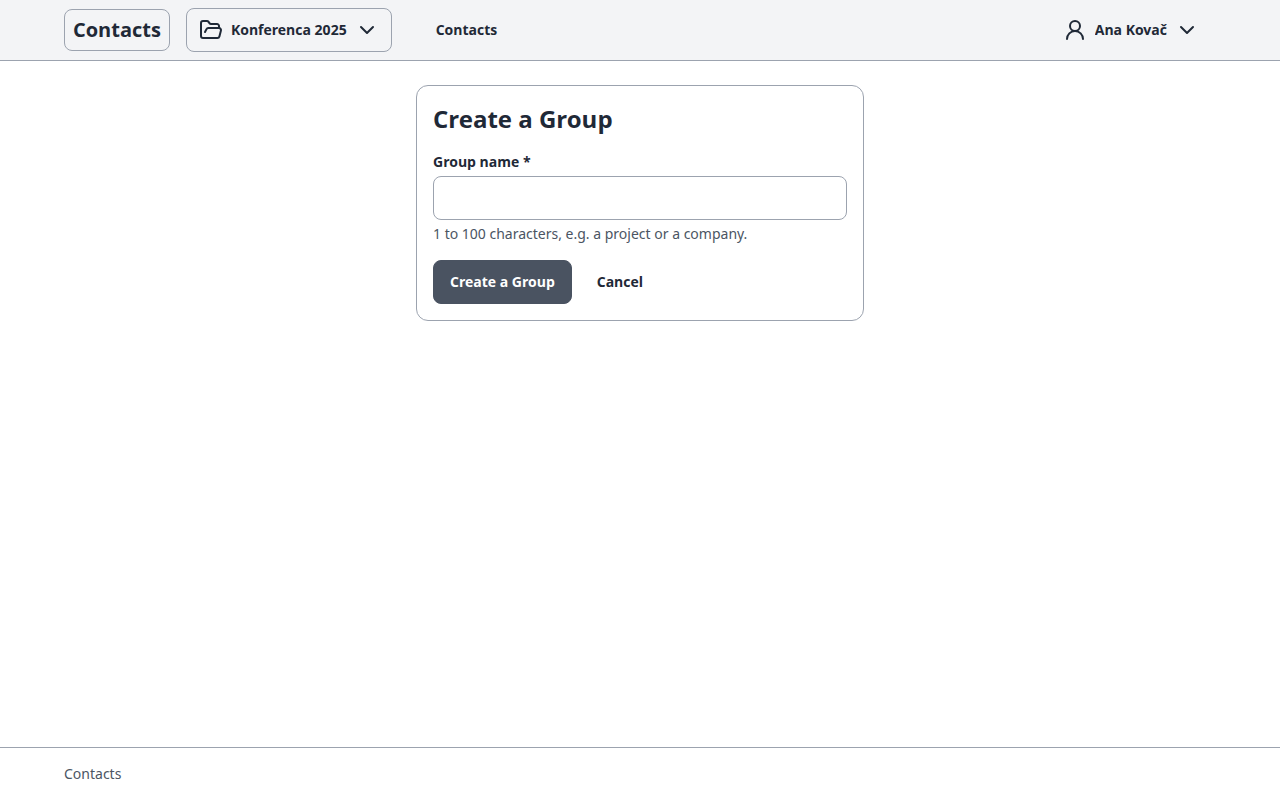 Contacts
Konferenca 2025
Contacts
Ana Kovač
Create a Group
Group name *
1 to 100 characters, e.g. a project or a company.
Create a Group
Cancel
Contacts